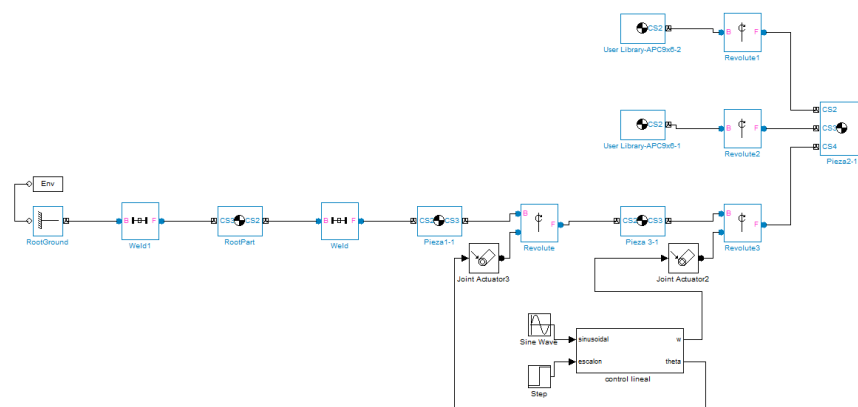 CS2
User Library-APC9x6-2
B
F
Revolute1
CS2
User Library-APC9x6-1
B
F
Revolute2
CS2
CS3
CS4
Pieza2-1
Env
RootGround
B
F
Weld1
CS3
CS2
RootPart
B
F
Weld
CS2
CS3
Pieza1-1
B
F
Revolute
CS2
CS3
Pieza 3-1
B
F
Revolute3
Joint Actuator3
Joint Actuator2
Sine Wave
Step
sinusoidal
w
escalon
theta
control lineal